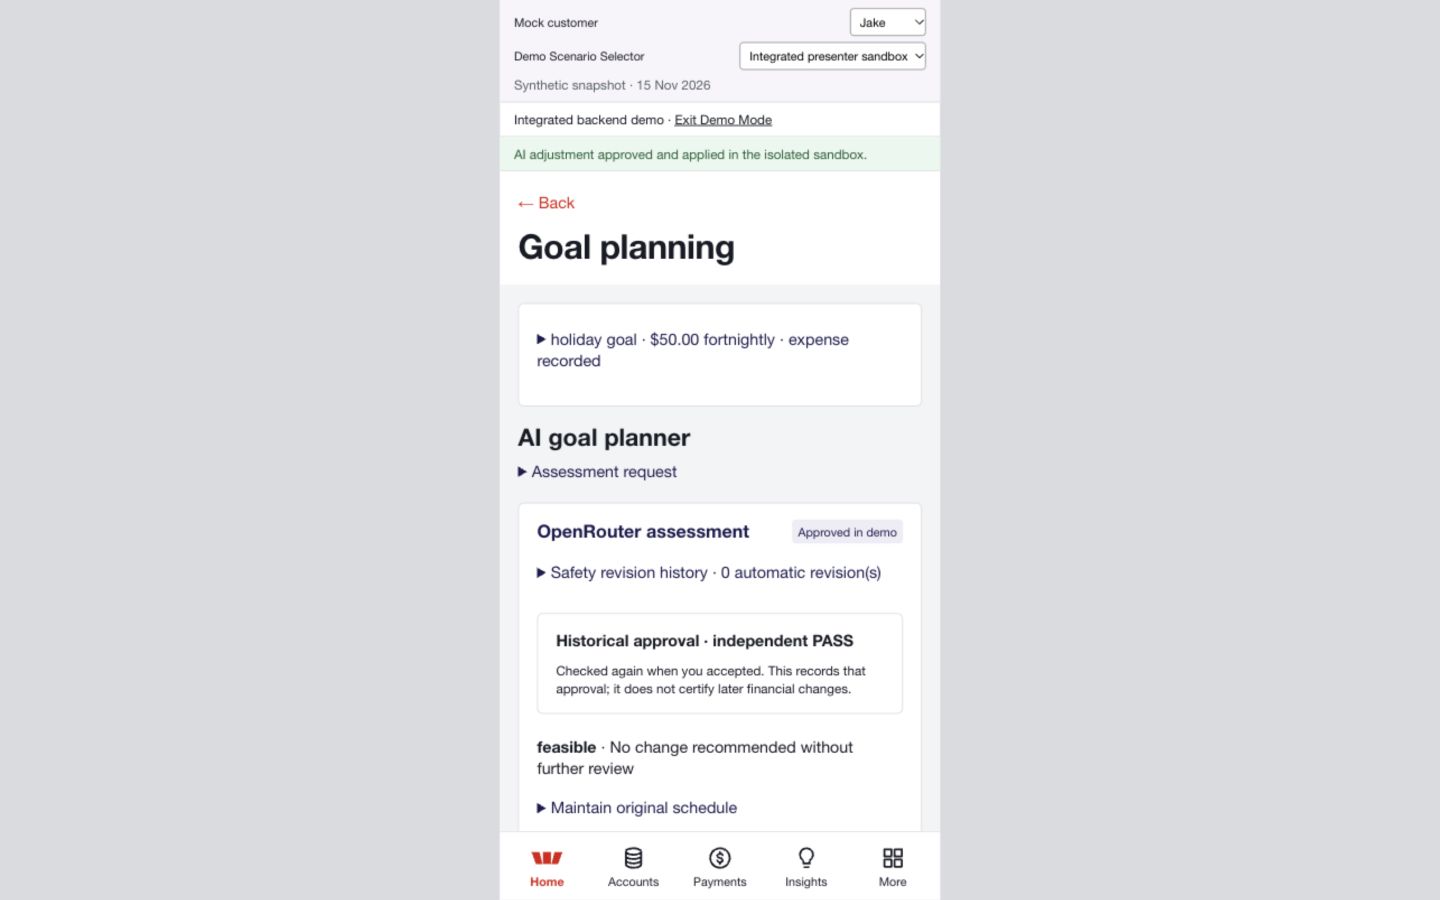 Mock customer
Jake
Demo Scenario Selector
Integrated presenter sandbox
Synthetic snapshot · 15 Nov 2026
Integrated backend demo · Exit Demo Mode
AI adjustment approved and applied in the isolated sandbox.
← Back
Goal planning
▶ holiday goal · $50.00 fortnightly · expense
recorded
AI goal planner
▶ Assessment request
OpenRouter assessment
Approved in demo
▶ Safety revision history · 0 automatic revision(s)
Historical approval · independent PASS
Checked again when you accepted. This records that
approval; it does not certify later financial changes.
feasible · No change recommended without
further review
▶ Maintain original schedule
Home
Accounts
Payments
Insights
More